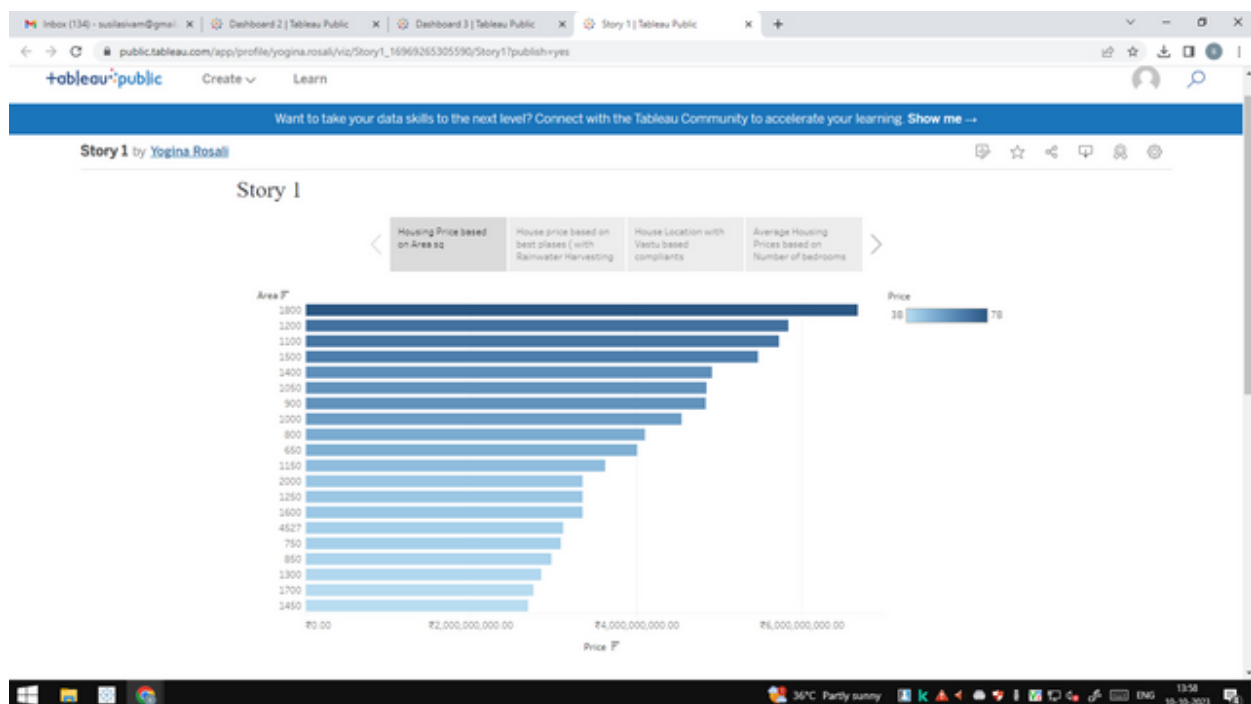 Inbox (134) - susilasivam@gmail.
Dashboard 2 | Tableau Public
Dashboard 3 | Tableau Public
Story 1 | Tableau Public
public.tableau.com/app/profile/yogina.rosali/viz/Story1_16969265305590/Story1?publish=yes
+ableau public Create Learn
Want to take your data skills to the next level? Connect with the Tableau Community to accelerate your learning. Show me →
Story 1 by Yogina Rosali
Story 1
Housing Price based
on Area sq
House price based on
best plases ( with
Rainwater Harvesting
House Location with
Vastu based
compliants
Average Housing
Prices based on
Number of bedrooms
Area
1800
1200
1100
1500
1400
1050
900
1000
800
650
1150
2000
1250
1600
4527
750
850
1300
1700
1450
₹0.00 ₹2,000,000,000.00 ₹4,000,000,000.00 ₹6,000,000,000.00
Price
Price
38 78
36°C Partly sunny
ENG
13:58
10-10-2023